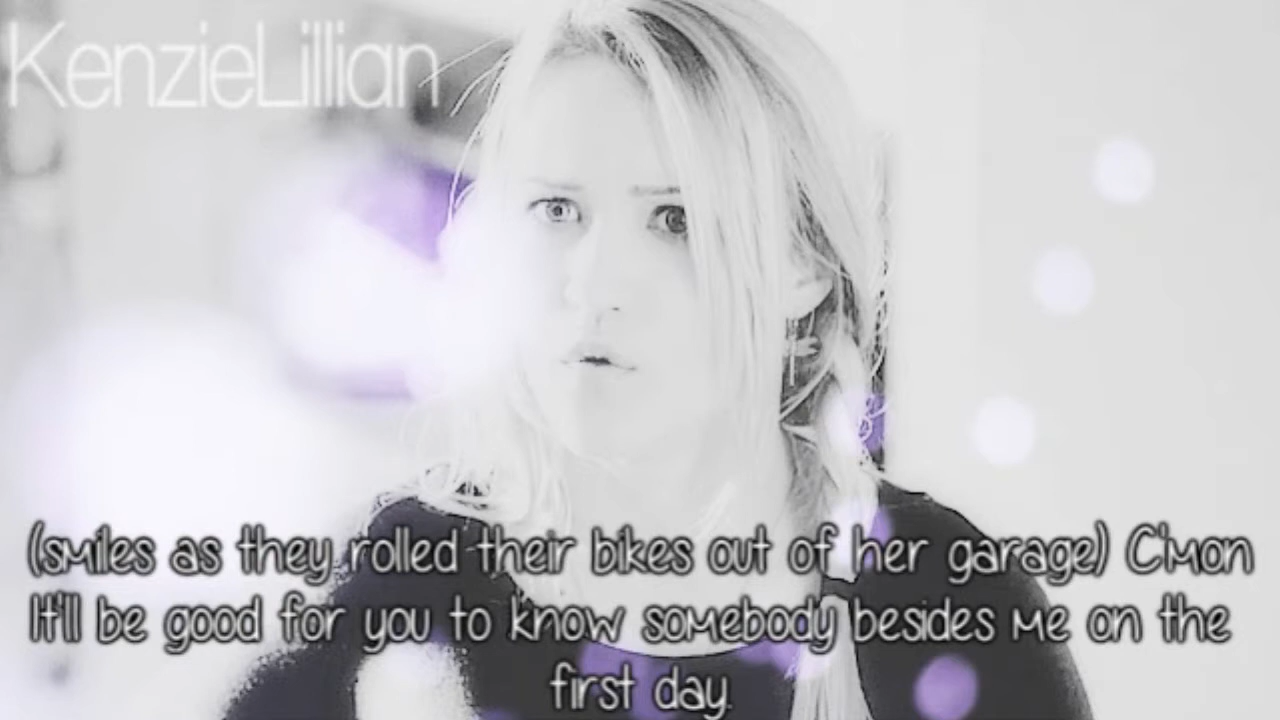 KenzieLillian
(smiles as they rolled their bikes out of her garage) C'mon
It'll be good for you to know somebody besides me on the
first day.